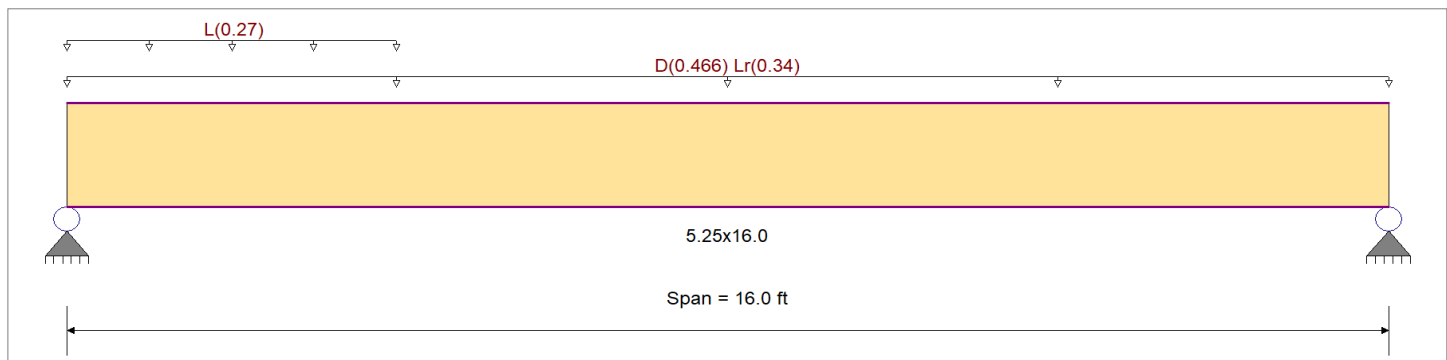 L(0.27)
D(0.466) Lr(0.34)
5.25x16.0
Span = 16.0 ft